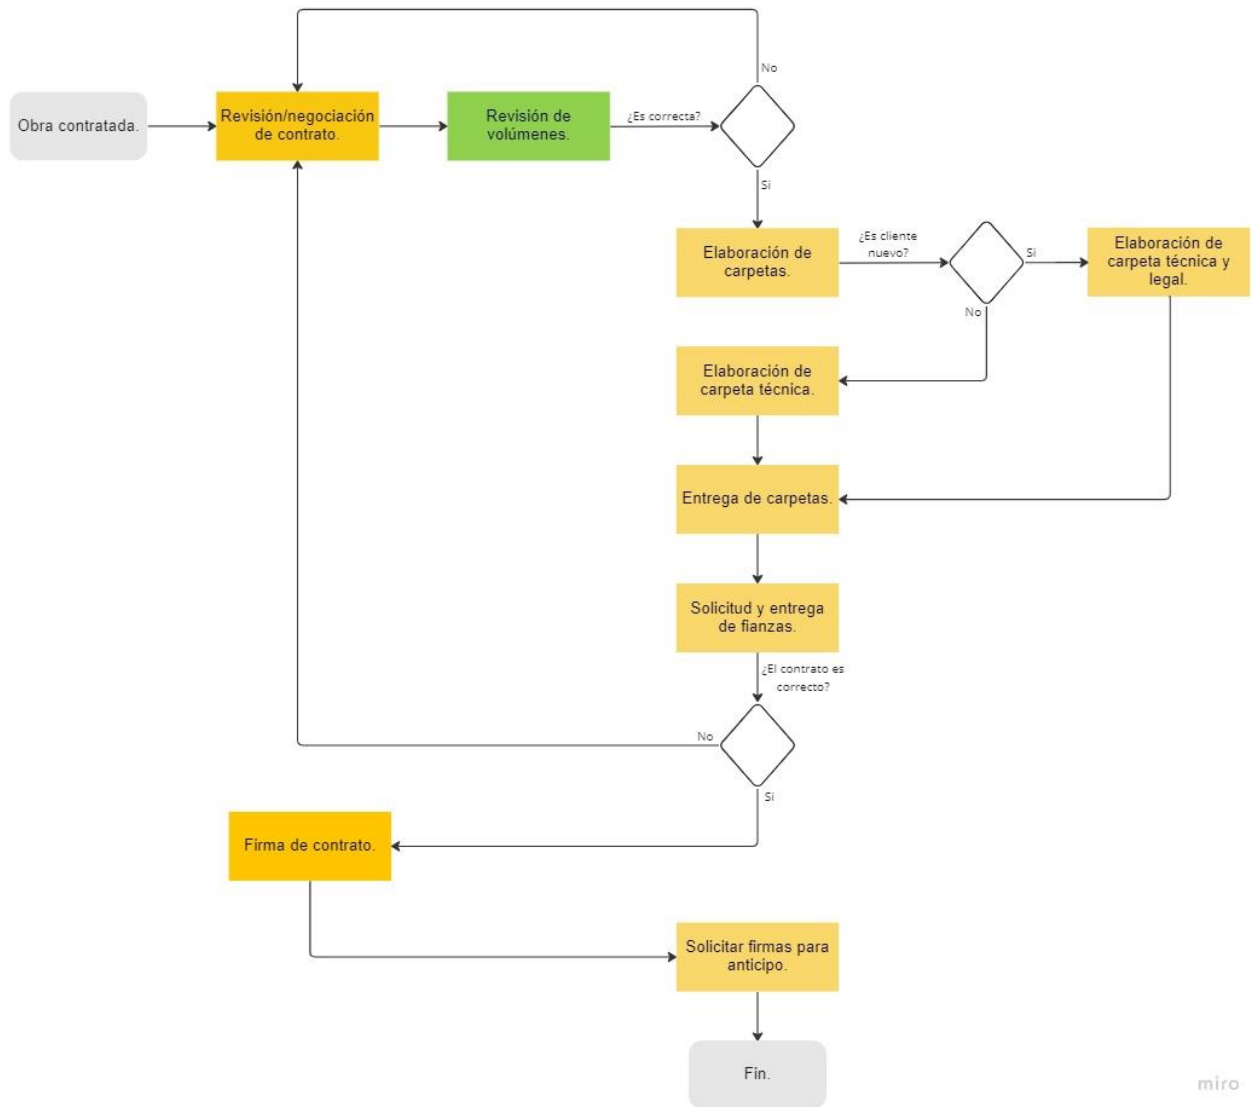 No
Obra contratada.
Revisión/negociación
de contrato.
Revisión de
volúmenes.
¿Es correcta?
Si
Elaboración de
carpetas.
¿Es cliente
nuevo?
Si
Elaboración de
carpeta técnica y
legal.
No
Elaboración de
carpeta técnica.
Entrega de carpetas.
Solicitud y entrega
de fianzas.
¿El contrato es
correcto?
No
Si
Firma de contrato.
Solicitar firmas para
anticipo.
Fin.
miro